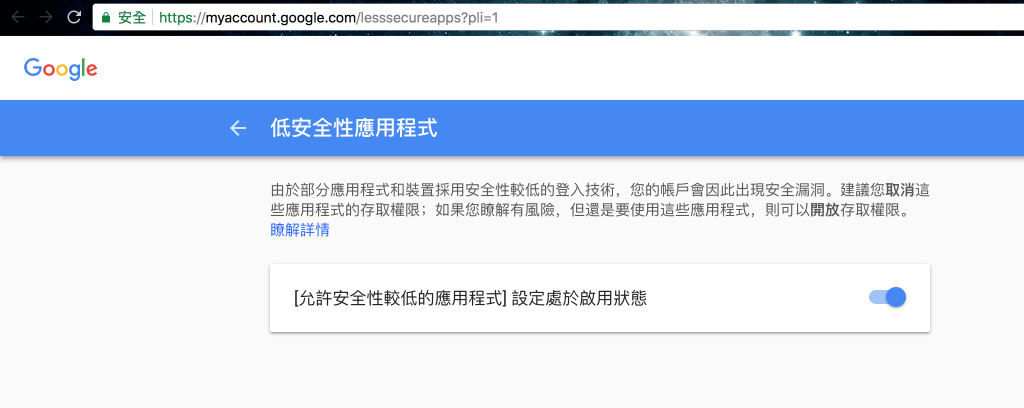 安全 https://myaccount.google.com/lesssecureapps?pli=1
Google
低安全性應用程式
由於部分應用程式和裝置採用安全性較低的登入技術，您的帳戶會因此出現安全漏洞。建議您取消這
些應用程式的存取權限；如果您瞭解有風險，但還是要使用這些應用程式，則可以開放存取權限。
瞭解詳情
[允許安全性較低的應用程式] 設定處於啟用狀態